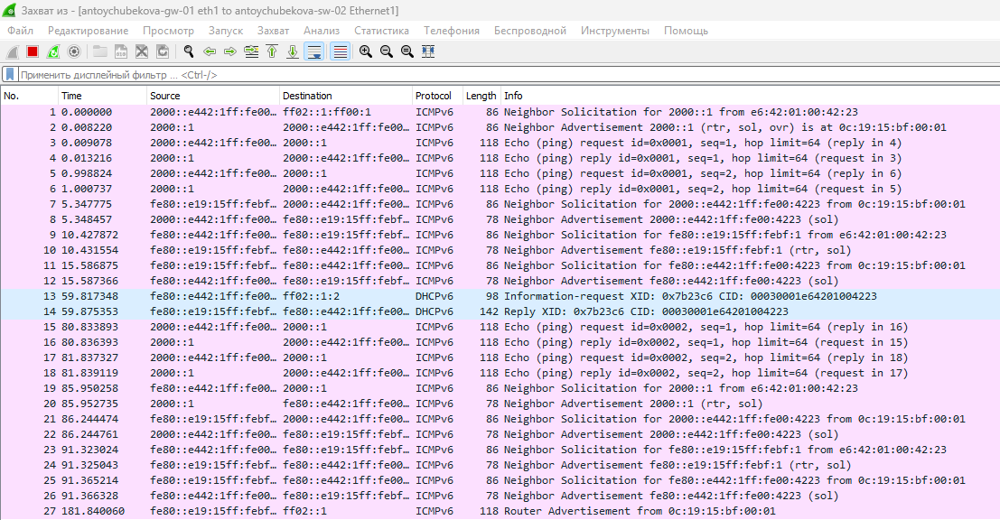 Захват из - [antoychubekova-gw-01 eth1 to antoychubekova-sw-02 Ethernet1]
Файл Редактирование Просмотр Запуск Захват Анализ Статистика Телефония Беспроводной Инструменты Помощь
Применить дисплейный фильтр ... <Ctrl-/>
No. Time Source Destination Protocol Length Info
1 0.000000 2000::e442:1ff:fe00… ff02::1:ff00:1 ICMPv6 86 Neighbor Solicitation for 2000::1 from e6:42:01:00:42:23
2 0.008220 2000::1 2000::e442:1ff:fe00… ICMPv6 86 Neighbor Advertisement 2000::1 (rtr, sol, ovr) is at 0c:19:15:bf:00:01
3 0.009078 2000::e442:1ff:fe00… 2000::1 ICMPv6 118 Echo (ping) request id=0x0001, seq=1, hop limit=64 (reply in 4)
4 0.013216 2000::1 2000::e442:1ff:fe00… ICMPv6 118 Echo (ping) reply id=0x0001, seq=1, hop limit=64 (request in 3)
5 0.998824 2000::e442:1ff:fe00… 2000::1 ICMPv6 118 Echo (ping) request id=0x0001, seq=2, hop limit=64 (reply in 6)
6 1.000737 2000::1 2000::e442:1ff:fe00… ICMPv6 118 Echo (ping) reply id=0x0001, seq=2, hop limit=64 (request in 5)
7 5.347775 fe80::e19:15ff:febf… 2000::e442:1ff:fe00… ICMPv6 86 Neighbor Solicitation for 2000::e442:1ff:fe00:4223 from 0c:19:15:bf:00:01
8 5.348457 2000::e442:1ff:fe00… fe80::e19:15ff:febf… ICMPv6 78 Neighbor Advertisement 2000::e442:1ff:fe00:4223 (sol)
9 10.427872 fe80::e442:1ff:fe00… fe80::e19:15ff:febf… ICMPv6 86 Neighbor Solicitation for fe80::e19:15ff:febf:1 from e6:42:01:00:42:23
10 10.431554 fe80::e19:15ff:febf… fe80::e442:1ff:fe00… ICMPv6 78 Neighbor Advertisement fe80::e19:15ff:febf:1 (rtr, sol)
11 15.586875 fe80::e19:15ff:febf… fe80::e442:1ff:fe00… ICMPv6 86 Neighbor Solicitation for fe80::e442:1ff:fe00:4223 from 0c:19:15:bf:00:01
12 15.587366 fe80::e442:1ff:fe00… fe80::e19:15ff:febf… ICMPv6 78 Neighbor Advertisement fe80::e442:1ff:fe00:4223 (sol)
13 59.817348 fe80::e442:1ff:fe00… ff02::1:2 DHCPv6 98 Information-request XID: 0x7b23c6 CID: 00030001e64201004223
14 59.875353 fe80::e19:15ff:febf… fe80::e442:1ff:fe00… DHCPv6 142 Reply XID: 0x7b23c6 CID: 00030001e64201004223
15 80.833893 fe80::e442:1ff:fe00… 2000::1 ICMPv6 118 Echo (ping) request id=0x0002, seq=1, hop limit=64 (reply in 16)
16 80.836393 2000::1 fe80::e442:1ff:fe00… ICMPv6 118 Echo (ping) reply id=0x0002, seq=1, hop limit=64 (request in 15)
17 81.837327 fe80::e442:1ff:fe00… 2000::1 ICMPv6 118 Echo (ping) request id=0x0002, seq=2, hop limit=64 (reply in 18)
18 81.839119 2000::1 fe80::e442:1ff:fe00… ICMPv6 118 Echo (ping) reply id=0x0002, seq=2, hop limit=64 (request in 17)
19 85.950258 fe80::e442:1ff:fe00… 2000::1 ICMPv6 86 Neighbor Solicitation for 2000::1 from e6:42:01:00:42:23
20 85.952735 2000::1 fe80::e442:1ff:fe00… ICMPv6 78 Neighbor Advertisement 2000::1 (rtr, sol)
21 86.244474 fe80::e19:15ff:febf… 2000::e442:1ff:fe00… ICMPv6 86 Neighbor Solicitation for 2000::e442:1ff:fe00:4223 from 0c:19:15:bf:00:01
22 86.244761 2000::e442:1ff:fe00… fe80::e19:15ff:febf… ICMPv6 78 Neighbor Advertisement 2000::e442:1ff:fe00:4223 (sol)
23 91.323024 fe80::e442:1ff:fe00… fe80::e19:15ff:febf… ICMPv6 86 Neighbor Solicitation for fe80::e19:15ff:febf:1 from e6:42:01:00:42:23
24 91.325043 fe80::e19:15ff:febf… fe80::e442:1ff:fe00… ICMPv6 78 Neighbor Advertisement fe80::e19:15ff:febf:1 (rtr, sol)
25 91.365214 fe80::e19:15ff:febf… fe80::e442:1ff:fe00… ICMPv6 86 Neighbor Solicitation for fe80::e442:1ff:fe00:4223 from 0c:19:15:bf:00:01
26 91.366328 fe80::e442:1ff:fe00… fe80::e19:15ff:febf… ICMPv6 78 Neighbor Advertisement fe80::e442:1ff:fe00:4223 (sol)
27 181.840060 fe80::e19:15ff:febf… ff02::1 ICMPv6 118 Router Advertisement from 0c:19:15:bf:00:01